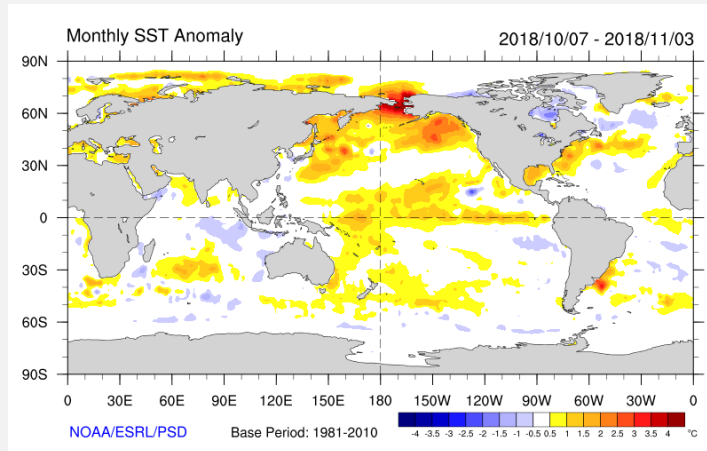 Monthly SST Anomaly 2018/10/07 - 2018/11/03
90N
60N
30N
0
30S
60S
90S
0 30E 60E 90E 120E 150E 180 150W 120W 90W 60W 30W 0
NOAA/ESRL/PSD Base Period: 1981-2010
-4 -3.5 -3 -2.5 -2 -1.5 -1 -0.5 0.5 1 1.5 2 2.5 3 3.5 4 °C